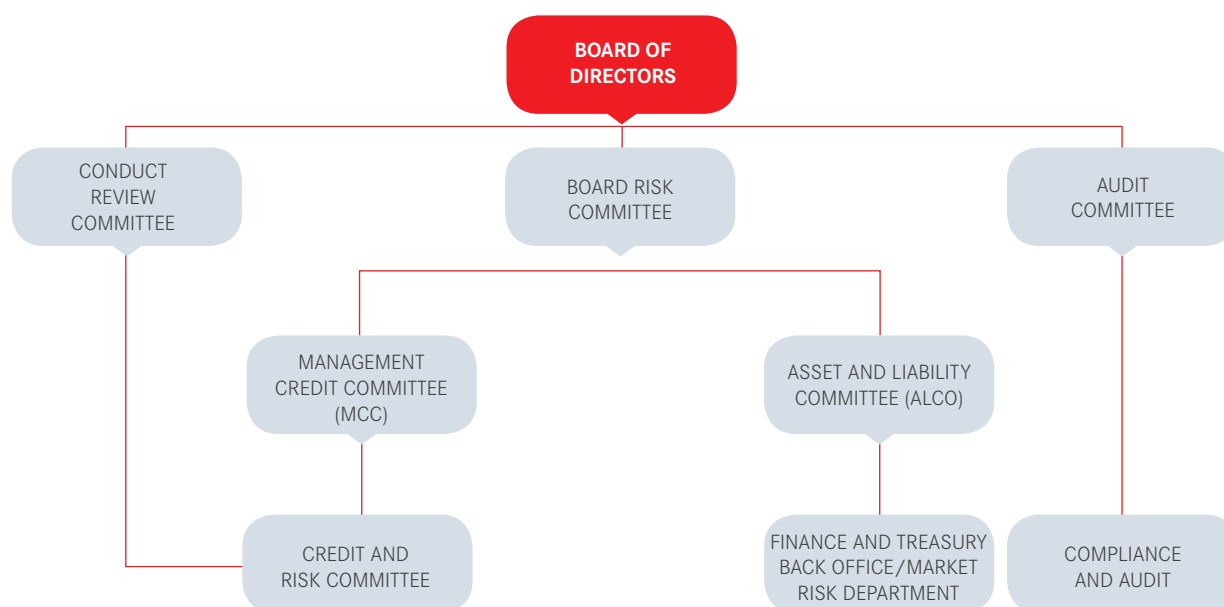 BOARD OF
DIRECTORS
CONDUCT
REVIEW
COMMITTEE
BOARD RISK
COMMITTEE
AUDIT
COMMITTEE
MANAGEMENT
CREDIT COMMITTEE
(MCC)
ASSET AND LIABILITY
COMMITTEE (ALCO)
CREDIT AND
RISK COMMITTEE
FINANCE AND TREASURY
BACK OFFICE/MARKET
RISK DEPARTMENT
COMPLIANCE
AND AUDIT